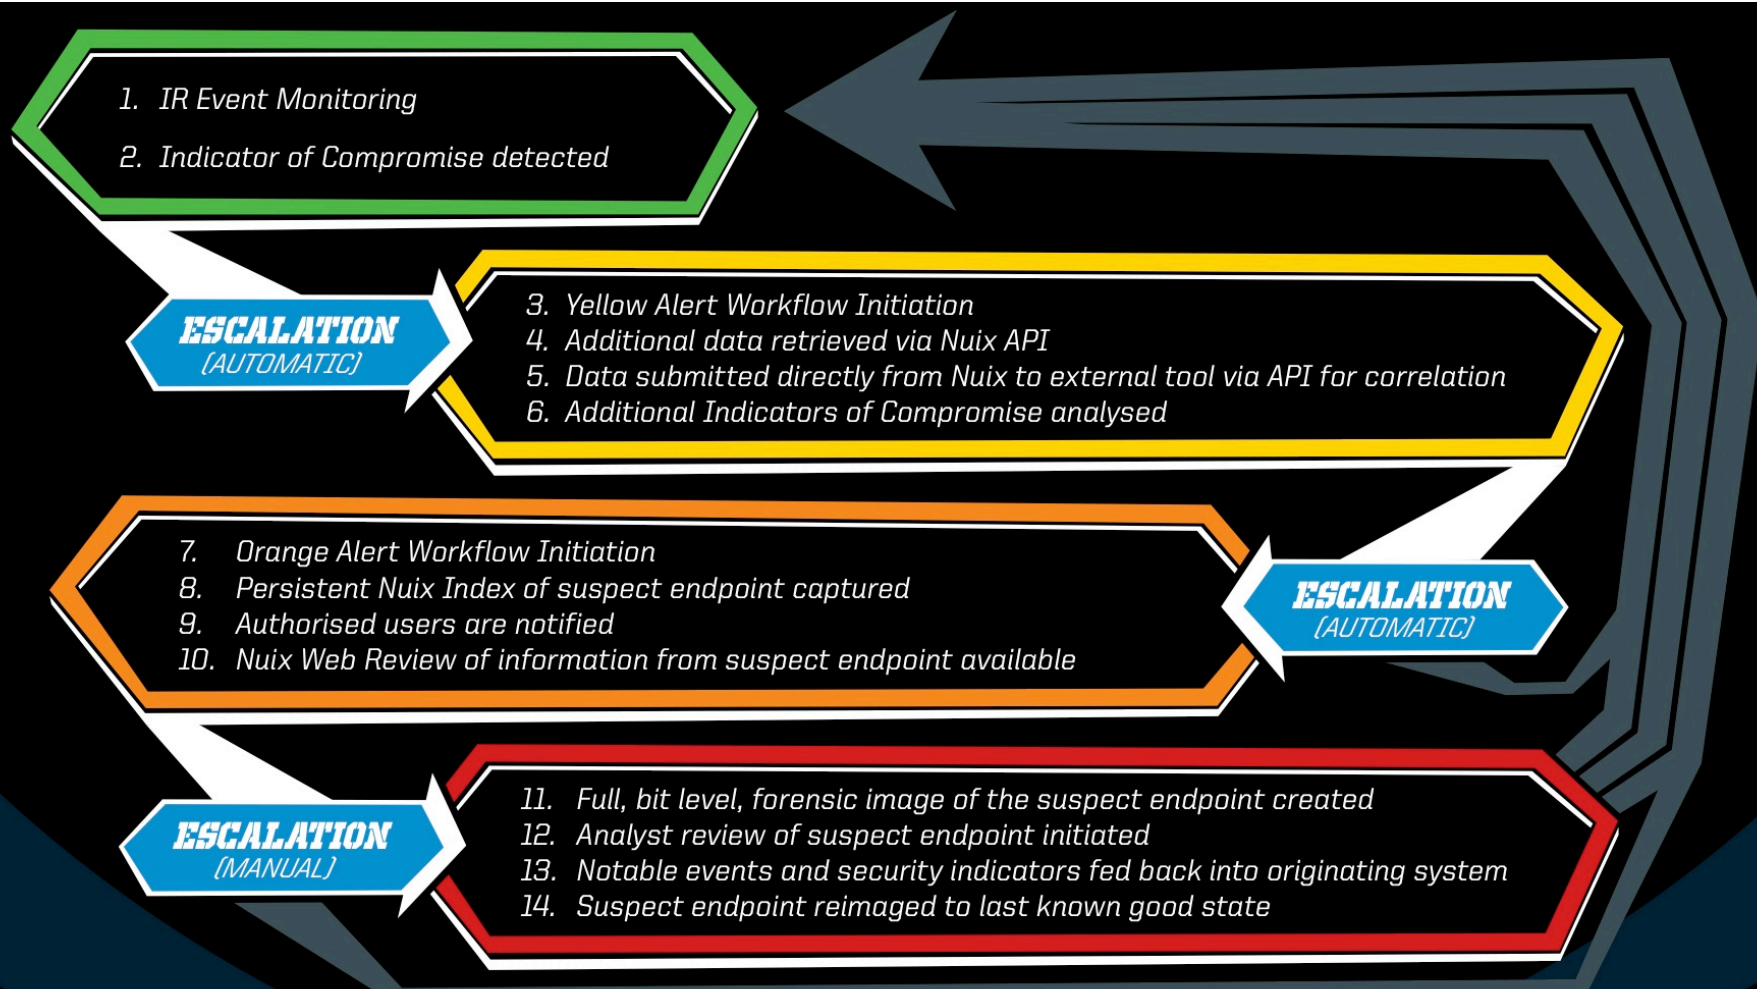 1. IR Event Monitoring
2. Indicator of Compromise detected
ESCALATION
(AUTOMATIC)
3. Yellow Alert Workflow Initiation
4. Additional data retrieved via Nuix API
5. Data submitted directly from Nuix to external tool via API for correlation
6. Additional Indicators of Compromise analysed
ESCALATION
(AUTOMATIC)
7. Orange Alert Workflow Initiation
8. Persistent Nuix Index of suspect endpoint captured
9. Authorised users are notified
10. Nuix Web Review of information from suspect endpoint available
ESCALATION
(MANUAL)
11. Full, bit level, forensic image of the suspect endpoint created
12. Analyst review of suspect endpoint initiated
13. Notable events and security indicators fed back into originating system
14. Suspect endpoint reimaged to last known good state